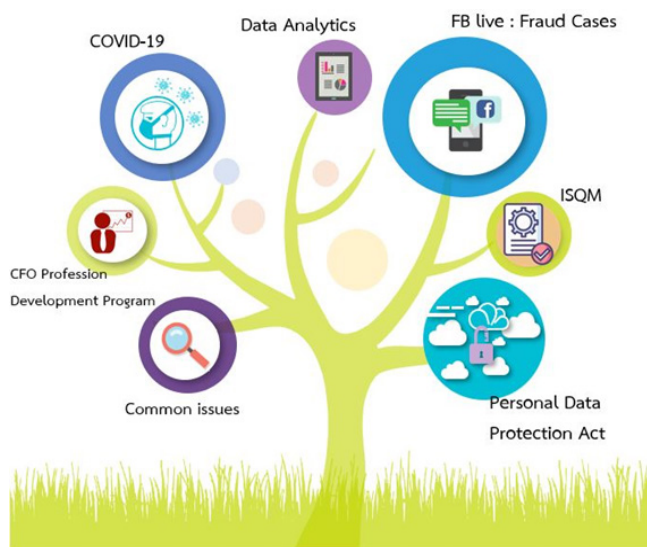 COVID-19
Data Analytics
FB live : Fraud Cases
ISQM
CFO Profession
Development Program
Common issues
Personal Data
Protection Act